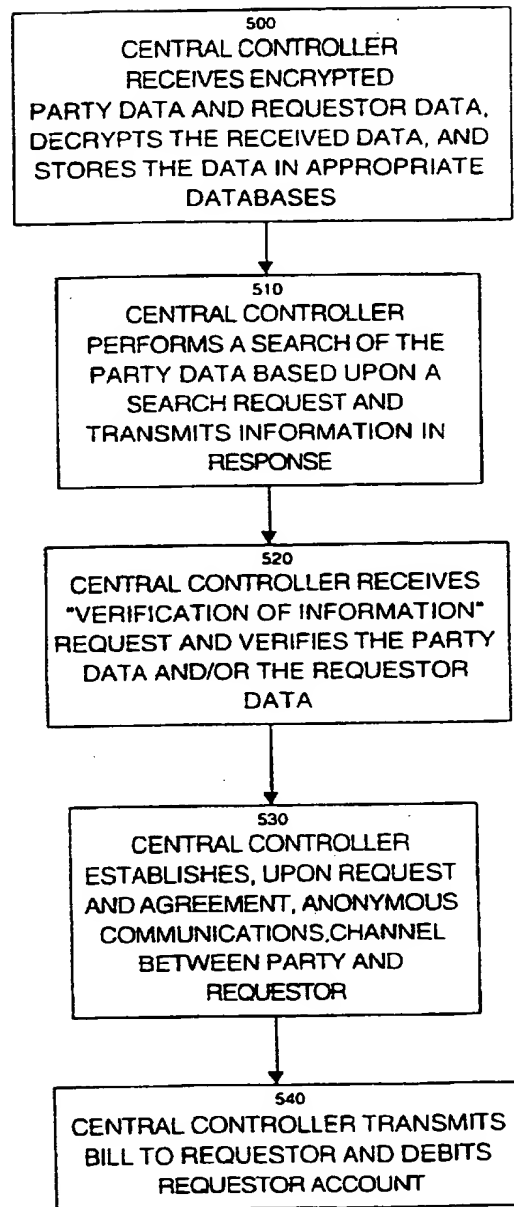 500
CENTRAL CONTROLLER
RECEIVES ENCRYPTED
PARTY DATA AND REQUESTOR DATA,
DECRYPTS THE RECEIVED DATA, AND
STORES THE DATA IN APPROPRIATE
DATABASES
510
CENTRAL CONTROLLER
PERFORMS A SEARCH OF THE
PARTY DATA BASED UPON A
SEARCH REQUEST AND
TRANSMITS INFORMATION IN
RESPONSE
520
CENTRAL CONTROLLER RECEIVES
"VERIFICATION OF INFORMATION"
REQUEST AND VERIFIES THE PARTY
DATA AND/OR THE REQUESTOR
DATA
530
CENTRAL CONTROLLER
ESTABLISHES, UPON REQUEST
AND AGREEMENT, ANONYMOUS
COMMUNICATIONS,CHANNEL
BETWEEN PARTY AND
REQUESTOR
540
CENTRAL CONTROLLER TRANSMITS
BILL TO REQUESTOR AND DEBITS
REQUESTOR ACCOUNT